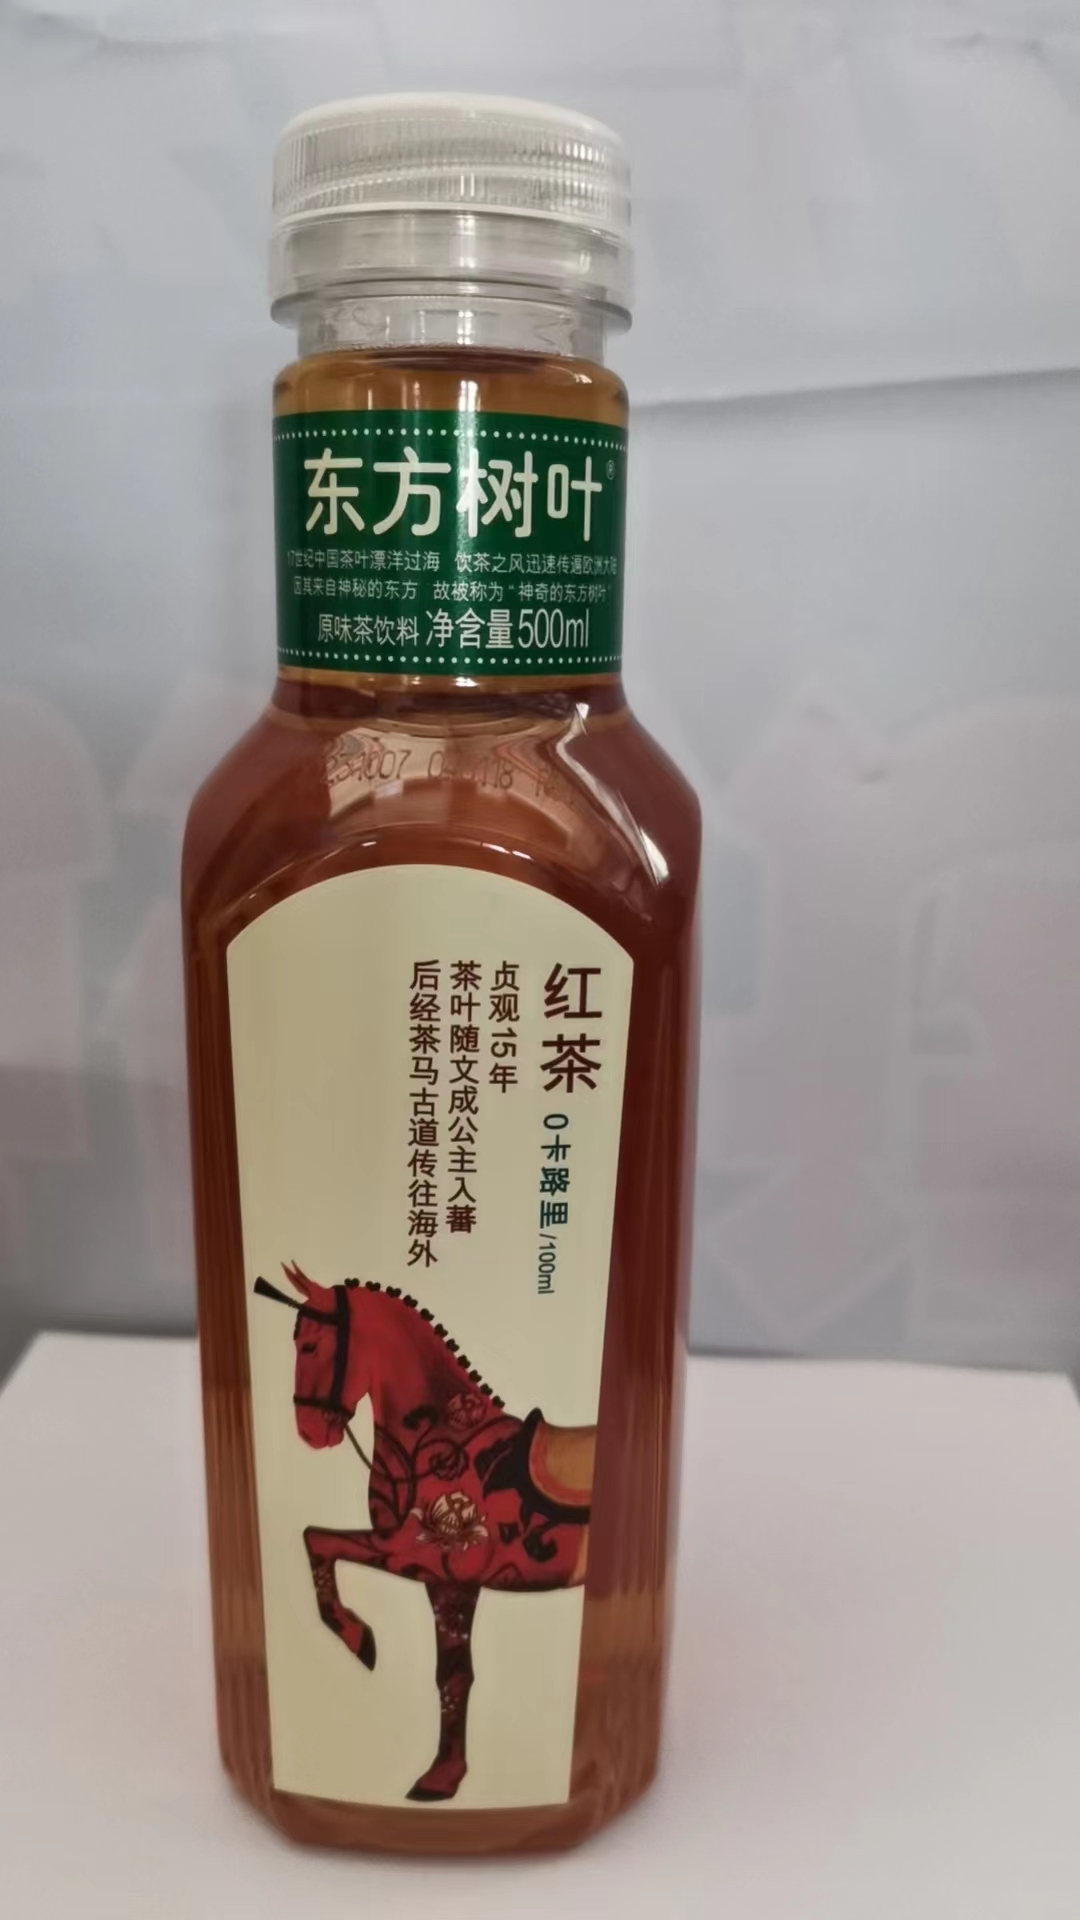 东方树叶®
17世纪中国茶叶漂洋过海 饮茶之风迅速传遍欧洲大陆
因其来自神秘的东方 故被称为“神奇的东方树叶”
原味茶饮料 净含量500ml
红茶 0卡路里/100ml
贞观15年
茶叶随文成公主入蕃
后经茶马古道传往海外